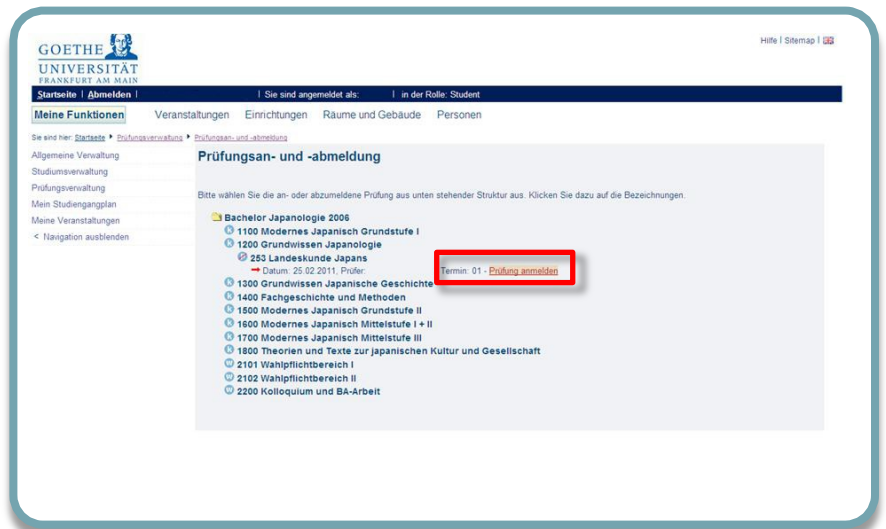 Hilfe | Sitemap |
GOETHE
UNIVERSITÄT
FRANKFURT AM MAIN
Startseite | Abmelden | | Sie sind angemeldet als: | in der Rolle: Student
Meine Funktionen Veranstaltungen Einrichtungen Räume und Gebäude Personen
Sie sind hier: Startseite Prüfungsverwaltung Prüfungsan- und -abmeldung
Allgemeine Verwaltung
Studiumsverwaltung
Prüfungsverwaltung
Mein Studiengangplan
Meine Veranstaltungen
< Navigation ausblenden
Prüfungsan- und -abmeldung
Bitte wählen Sie die an- oder abzumeldene Prüfung aus unten stehender Struktur aus. Klicken Sie dazu auf die Bezeichnungen.
Bachelor Japanologie 2006
K 1100 Modernes Japanisch Grundstufe I
K 1200 Grundwissen Japanologie
253 Landeskunde Japans
Datum: 25.02.2011, Prüfer: Termin: 01 - Prüfung anmelden
K 1300 Grundwissen Japanische Geschichte
K 1400 Fachgeschichte und Methoden
K 1500 Modernes Japanisch Grundstufe II
K 1600 Modernes Japanisch Mittelstufe I + II
K 1700 Modernes Japanisch Mittelstufe III
K 1800 Theorien und Texte zur japanischen Kultur und Gesellschaft
W 2101 Wahlpflichtbereich I
W 2102 Wahlpflichtbereich II
W 2200 Kolloquium und BA-Arbeit